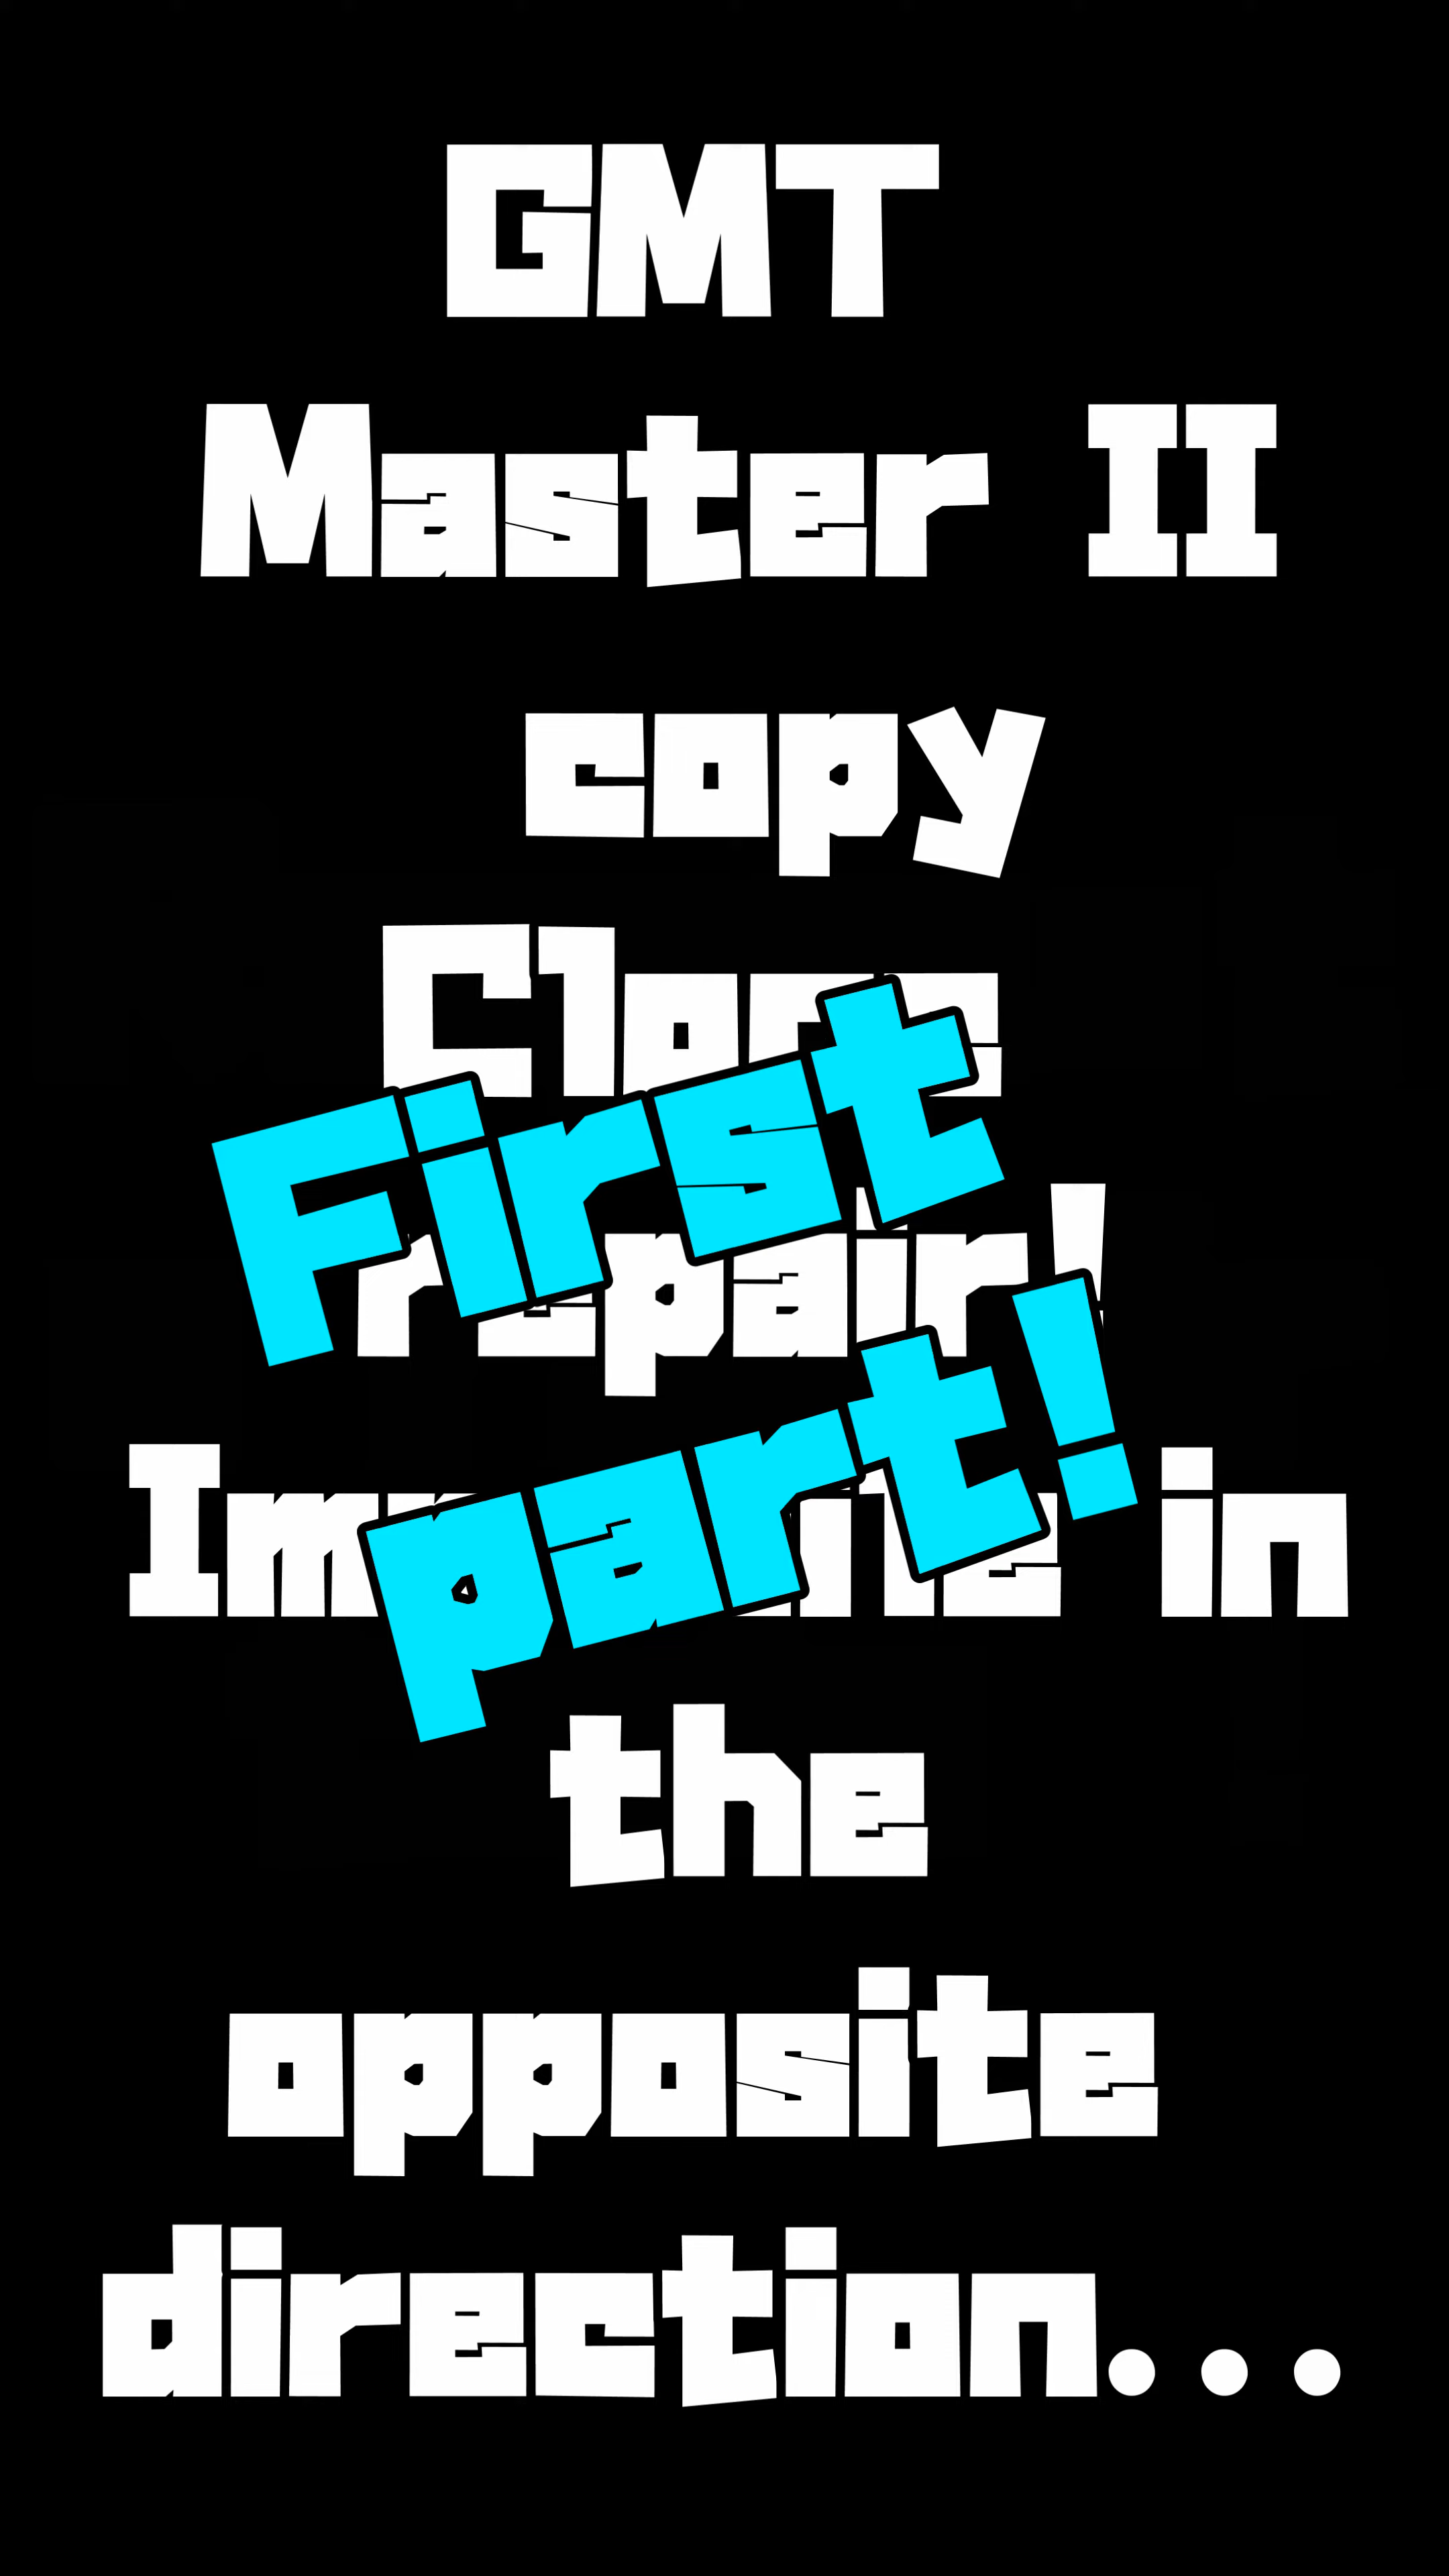 GMT
Master II
copy
Clone
repair!
in
the
opposite
direction...
First
part!